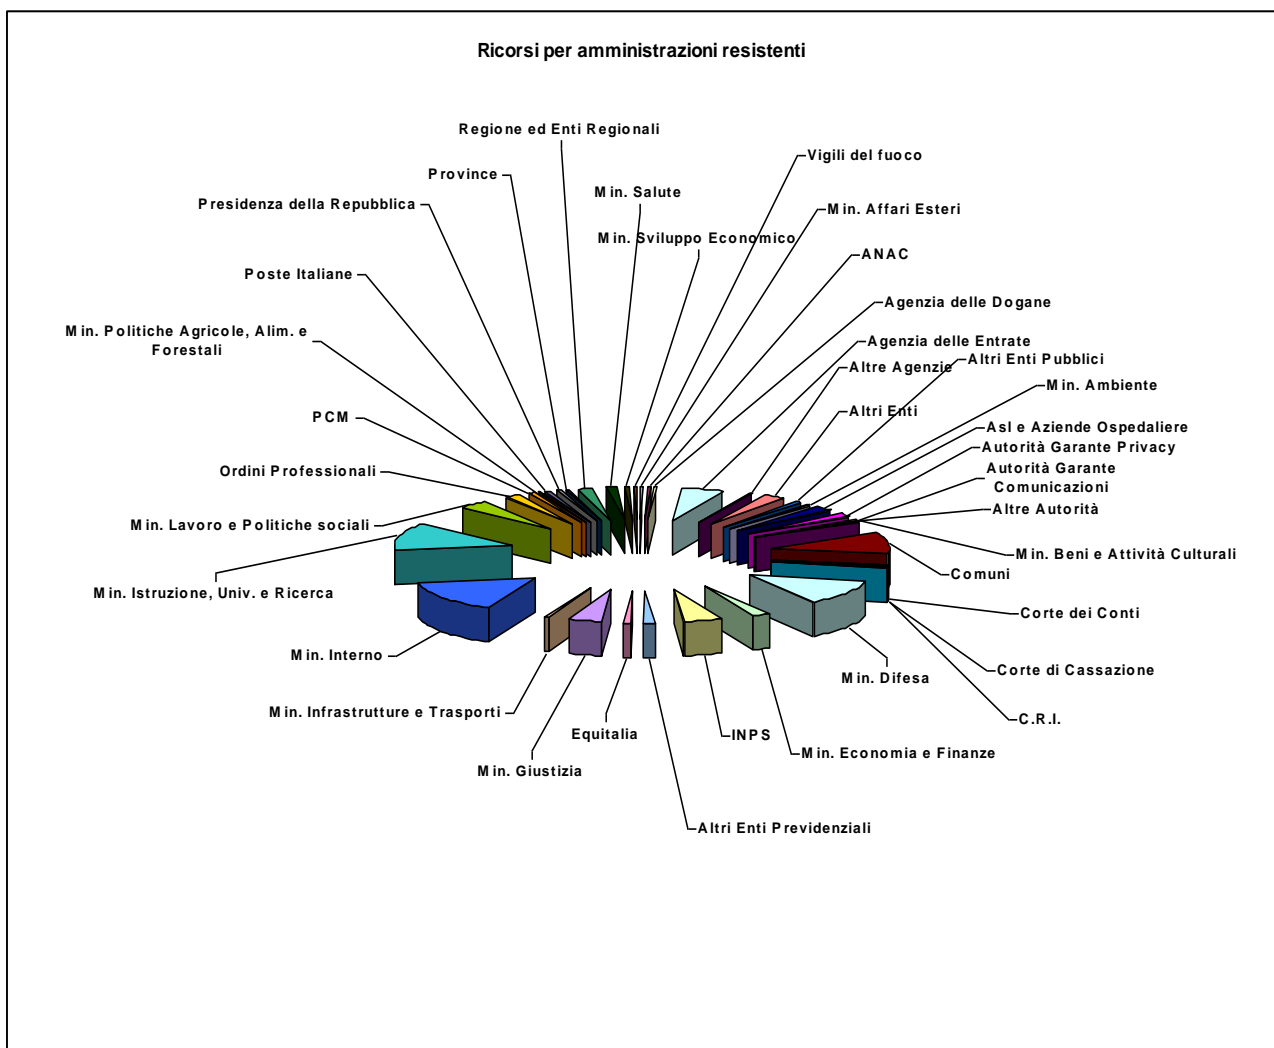 Ricorsi per amministrazioni resistenti
Regione ed Enti Regionali
Vigili del fuoco
Province
Min. Salute
Presidenza della Repubblica
Min. Affari Esteri
Min. Sviluppo Economico
ANAC
Poste Italiane
Agenzia delle Dogane
Min. Politiche Agricole, Alim. e
Forestali
Agenzia delle Entrate
Altri Enti Pubblici
Altre Agenzie
Min. Ambiente
PCM
Altri Enti
Asl e Aziende Ospedaliere
Autorità Garante Privacy
Ordini Professionali
Autorità Garante
Comunicazioni
Altre Autorità
Min. Lavoro e Politiche sociali
Min. Beni e Attività Culturali
Comuni
Min. Istruzione, Univ. e Ricerca
Corte dei Conti
Min. Interno
Corte di Cassazione
Min. Difesa
Min. Infrastrutture e Trasporti
C.R.I.
Equitalia
INPS
Min. Economia e Finanze
Min. Giustizia
Altri Enti Previdenziali